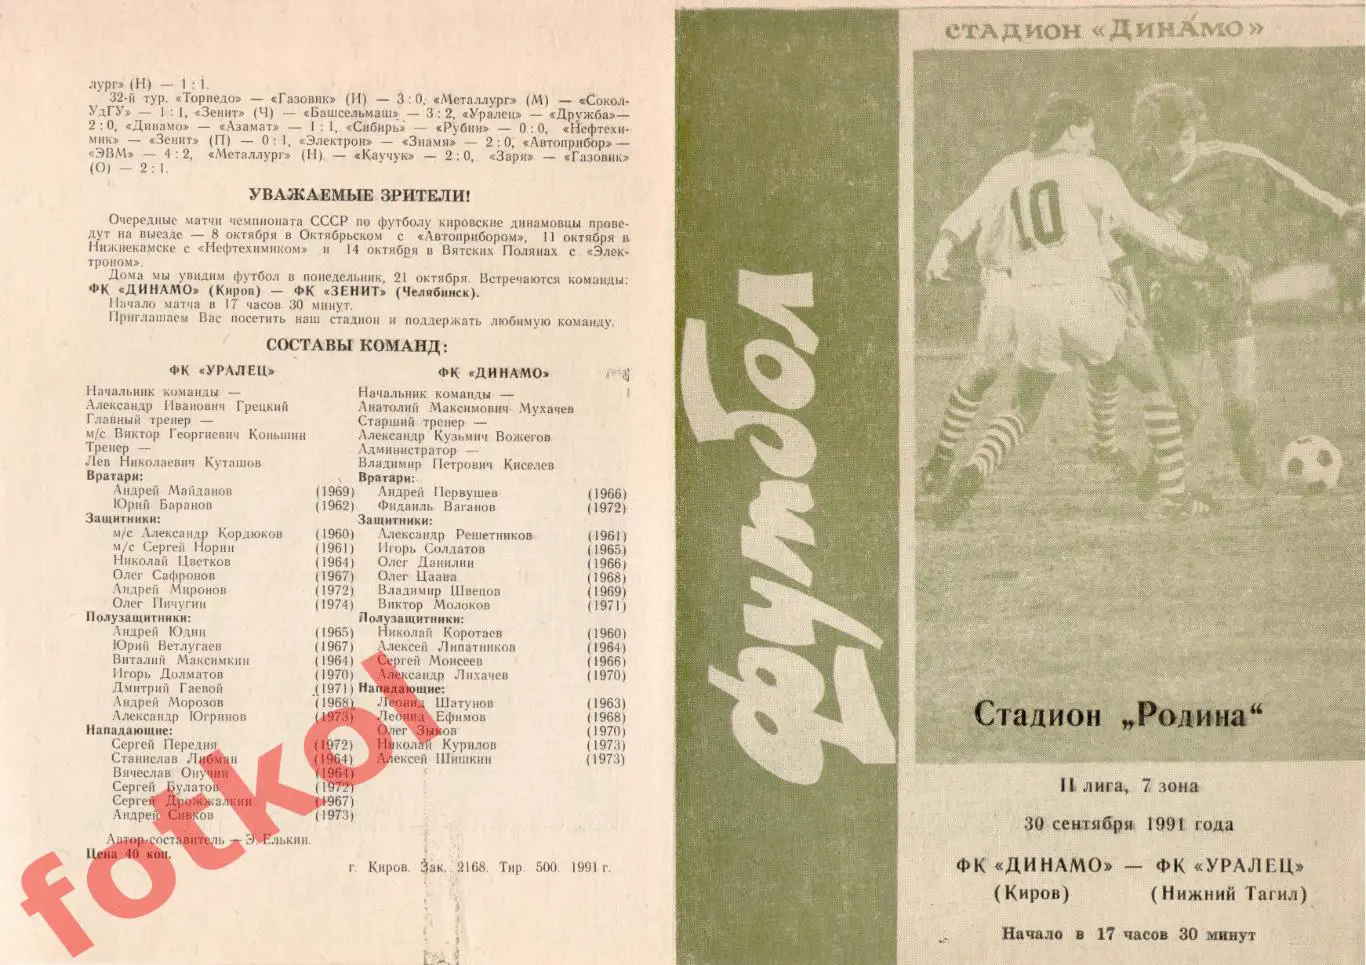 лург» (Н) — 1 : 1.
32-й тур. «Торпедо» — «Газовик» (И) — 3 : 0, «Металлург» (М) — «Сокол-
УдГУ» — 1 : 1, «Зенит» (Ч) — «Башсельмаш» — 3 : 2, «Уралец» — «Дружба» —
2 : 0, «Динамо» — «Азамат» — 1 : 1, «Сибирь» — «Рубин» — 0 : 0, «Нефтехи-
мик» — «Зенит» (П) — 0 : 1, «Электрон» — «Знамя» — 2 : 0, «Автоприбор» —
«ЭВМ» — 4 : 2, «Металлург» (Н) — «Каучук» — 2 : 0, «Заря» — «Газовик»
(О) — 2 : 1.
УВАЖАЕМЫЕ ЗРИТЕЛИ!
Очередные матчи чемпионата СССР по футболу кировские динамовцы прове-
дут на выезде — 8 октября в Октябрьском с «Автоприбором», 11 октября в
Нижнекамске с «Нефтехимиком» и 14 октября в Вятских Полянах с «Элек-
троном».
Дома мы увидим футбол в понедельник, 21 октября. Встречаются команды:
ФК «ДИНАМО» (Киров) — ФК «ЗЕНИТ» (Челябинск).
Начало матча в 17 часов 30 минут.
Приглашаем Вас посетить наш стадион и поддержать любимую команду.
СОСТАВЫ КОМАНД:
ФК «УРАЛЕЦ»
Начальник команды —
Александр Иванович Грецкий
Главный тренер —
м/с Виктор Георгиевич Коньшин
Тренер —
Лев Николаевич Куташов
Вратари:
Андрей Майданов (1969)
Юрий Баранов (1962)
Защитники:
м/с Александр Кордюков (1960)
м/с Сергей Норин (1961)
Николай Цветков (1964)
Олег Сафронов (1967)
Андрей Миронов (1972)
Олег Пичугин (1974)
Полузащитники:
Андрей Юдин (1965)
Юрий Ветлугаев (1967)
Виталий Максимкин (1964)
Игорь Долматов (1970)
Дмитрий Гаевой (1971)
Андрей Морозов (1968)
Александр Югринов (1973)
Нападающие:
Сергей Передня (1972)
Станислав Либман (1964)
Вячеслав Онучин (1964)
Сергей Булатов (1972)
Сергей Дрожжалкин (1967)
Андрей Сивков (1973)
ФК «ДИНАМО»
Начальник команды —
Анатолий Максимович Мухачев
Старший тренер —
Александр Кузьмич Вожегов
Администратор —
Владимир Петрович Киселев
Вратари:
Андрей Первушев (1966)
Фидаиль Ваганов (1972)
Защитники:
Александр Решетников (1961)
Игорь Солдатов (1965)
Олег Данилин (1966)
Олег Цаава (1968)
Владимир Швецов (1969)
Виктор Молоков (1971)
Полузащитники:
Николай Коротаев (1960)
Алексей Липатников (1964)
Сергей Моисеев (1966)
Александр Лихачев (1970)
Нападающие:
Леонид Шатунов (1963)
Леонид Ефимов (1968)
Олег Зыков (1970)
Николай Курилов (1973)
Алексей Шишкин (1973)
Автор-составитель — Э. Елькин.
Цена 40 коп.
г. Киров. Зак. 2168. Тир. 500. 1991 г.
fotkol
футбол
СТАДИОН «ДИНАМО»
10
Стадион „Родина“
II лига, 7 зона
30 сентября 1991 года
ФК «ДИНАМО» — ФК «УРАЛЕЦ»
(Киров) (Нижний Тагил)
Начало в 17 часов 30 минут